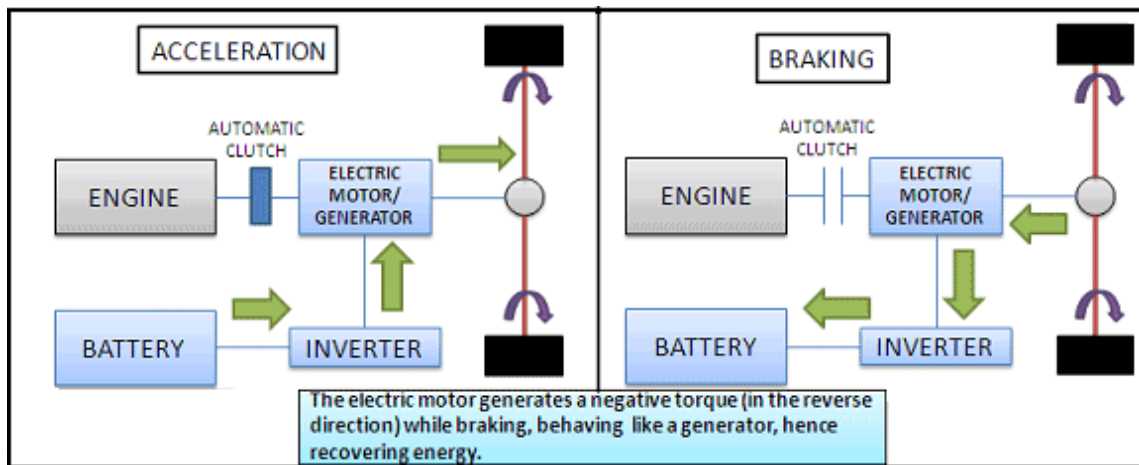 ACCELERATION
AUTOMATIC
CLUTCH
ENGINE
ELECTRIC
MOTOR/
GENERATOR
BATTERY
INVERTER
BRAKING
AUTOMATIC
CLUTCH
ENGINE
ELECTRIC
MOTOR/
GENERATOR
BATTERY
INVERTER
The electric motor generates a negative torque (in the reverse
direction) while braking, behaving like a generator, hence
recovering energy.